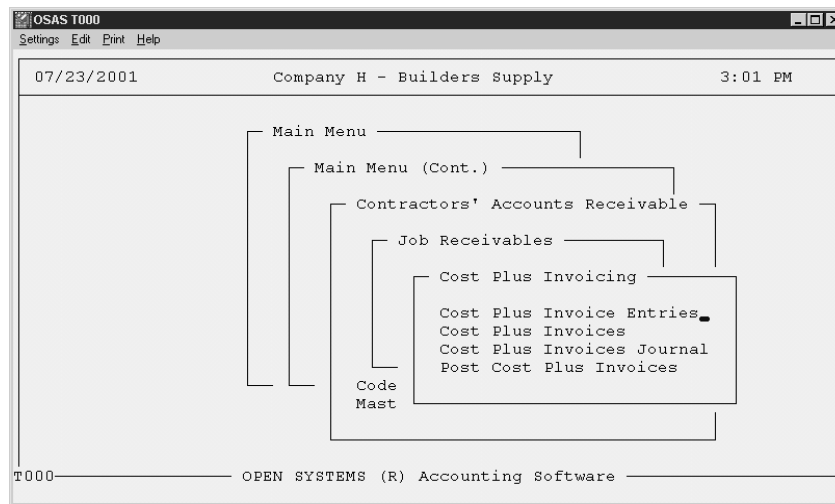 OSAS T000
Settings Edit Print Help
07/23/2001 Company H - Builders Supply 3:01 PM
Main Menu
Main Menu (Cont.)
Contractors' Accounts Receivable
Job Receivables
Cost Plus Invoicing
Cost Plus Invoice Entries
Cost Plus Invoices
Cost Plus Invoices Journal
Post Cost Plus Invoices
Code
Mast
T000 OPEN SYSTEMS (R) Accounting Software